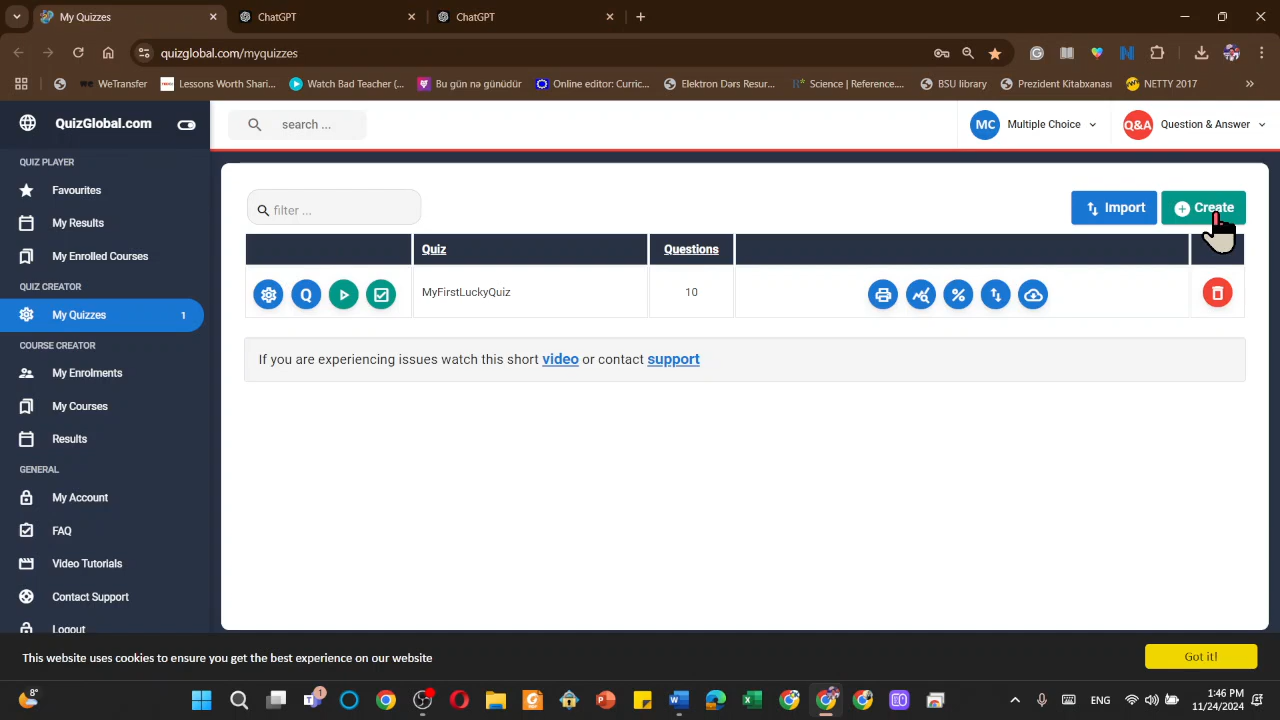 My Quizzes
ChatGPT
ChatGPT
quizglobal.com/myquizzes
WeTransfer
Lessons Worth Shari...
Watch Bad Teacher (...
Bu gün nə günüdür
Online editor: Curric...
Elektron Dars Resur...
Science | Reference...
BSU library
Prezident Kitabxanası
NETTY 2017
QuizGlobal.com
search ...
MC Multiple Choice
Q&A Question & Answer
QUIZ PLAYER
Favourites
My Results
My Enrolled Courses
QUIZ CREATOR
My Quizzes 1
COURSE CREATOR
My Enrolments
My Courses
Results
GENERAL
My Account
FAQ
Video Tutorials
Contact Support
Logout
filter ...
Import
Create
Quiz
Questions
Q
MyFirstLuckyQuiz
10
%
If you are experiencing issues watch this short video or contact support
This website uses cookies to ensure you get the best experience on our website
Got it!
8°
1
ENG
1:46 PM
11/24/2024